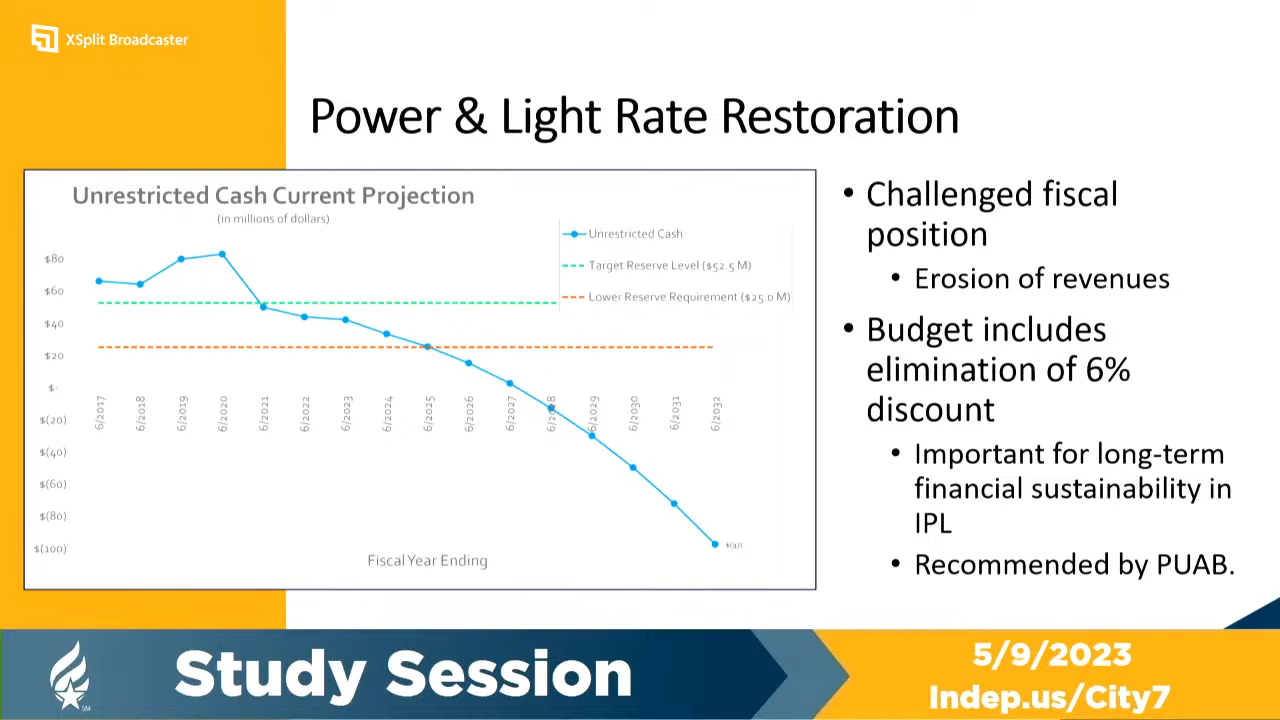 XSplit Broadcaster
Power & Light Rate Restoration
Unrestricted Cash Current Projection
(in millions of dollars)
Unrestricted Cash
Target Reserve Level ($52.5 M)
Lower Reserve Requirement ($25.0 M)
$80
$60
$40
$20
$-
$(20)
$(40)
$(60)
$(80)
$(100)
6/2017
6/2018
6/2019
6/2020
6/2021
6/2022
6/2023
6/2024
6/2025
6/2026
6/2027
6/2028
6/2029
6/2030
6/2031
6/2032
$(97)
Fiscal Year Ending
• Challenged fiscal
position
• Erosion of revenues
• Budget includes
elimination of 6%
discount
• Important for long-term
financial sustainability in
IPL
• Recommended by PUAB.
Study Session
SM
5/9/2023
Indep.us/City7